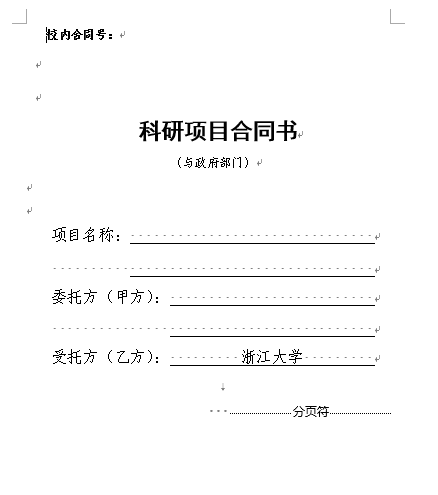 校内合同号：
科研项目合同书
（与政府部门）
项目名称：
委托方（甲方）：
受托方（乙方）：浙江大学
分页符